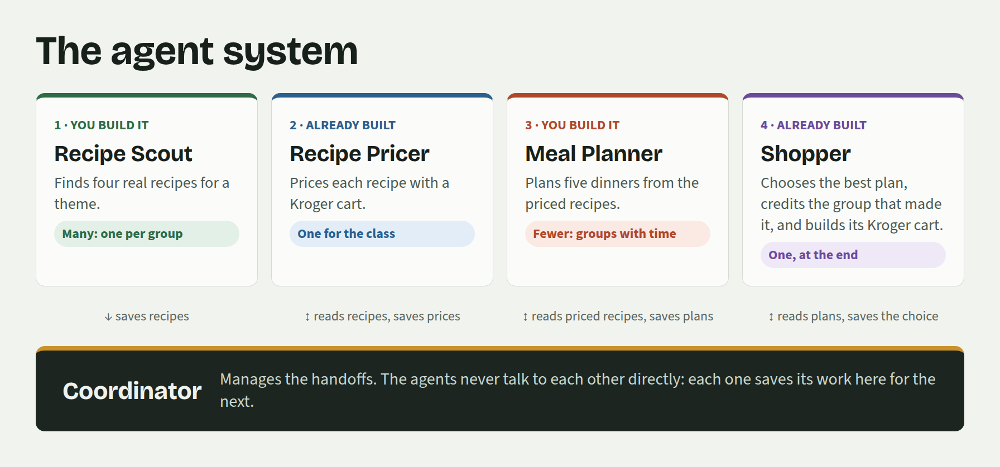 The agent system
1 · YOU BUILD IT
Recipe Scout
Finds four real recipes for a
theme.
Many: one per group
2 · ALREADY BUILT
Recipe Pricer
Prices each recipe with a
Kroger cart.
One for the class
3 · YOU BUILD IT
Meal Planner
Plans five dinners from the
priced recipes.
Fewer: groups with time
4 · ALREADY BUILT
Shopper
Chooses the best plan,
credits the group that made
it, and builds its Kroger cart.
One, at the end
↓ saves recipes
↕ reads recipes, saves prices
↕ reads priced recipes, saves plans
↕ reads plans, saves the choice
Coordinator
Manages the handoffs. The agents never talk to each other directly: each one saves its work here for the
next.